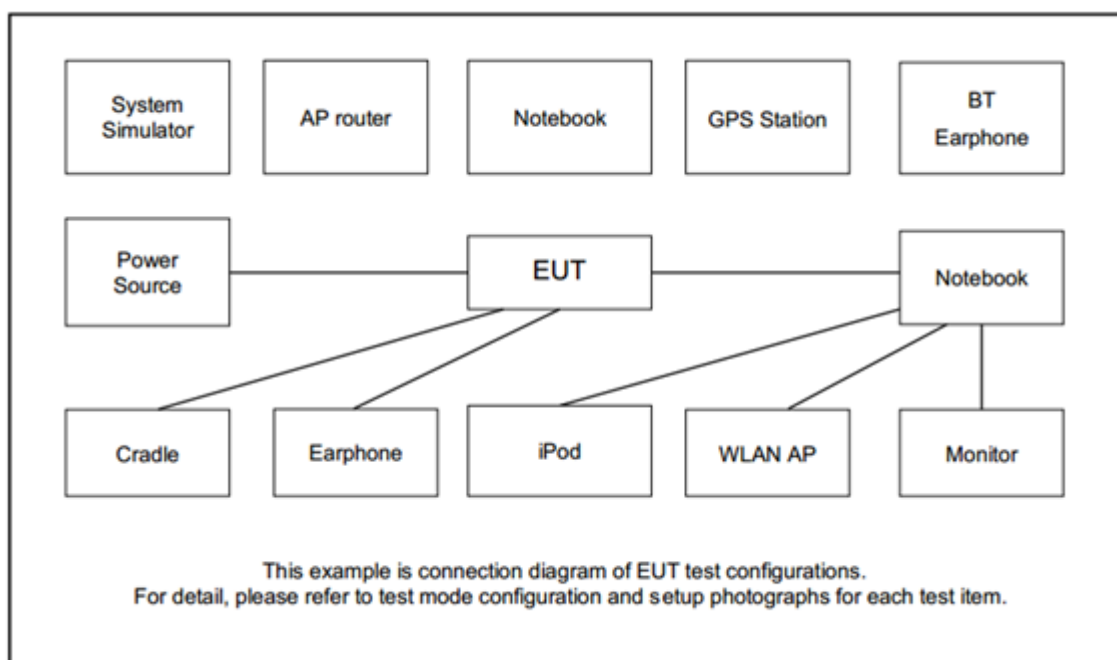 System
Simulator
AP router
Notebook
GPS Station
BT
Earphone
Power
Source
EUT
Notebook
Cradle
Earphone
iPod
WLAN AP
Monitor
This example is connection diagram of EUT test configurations.
For detail, please refer to test mode configuration and setup photographs for each test item.